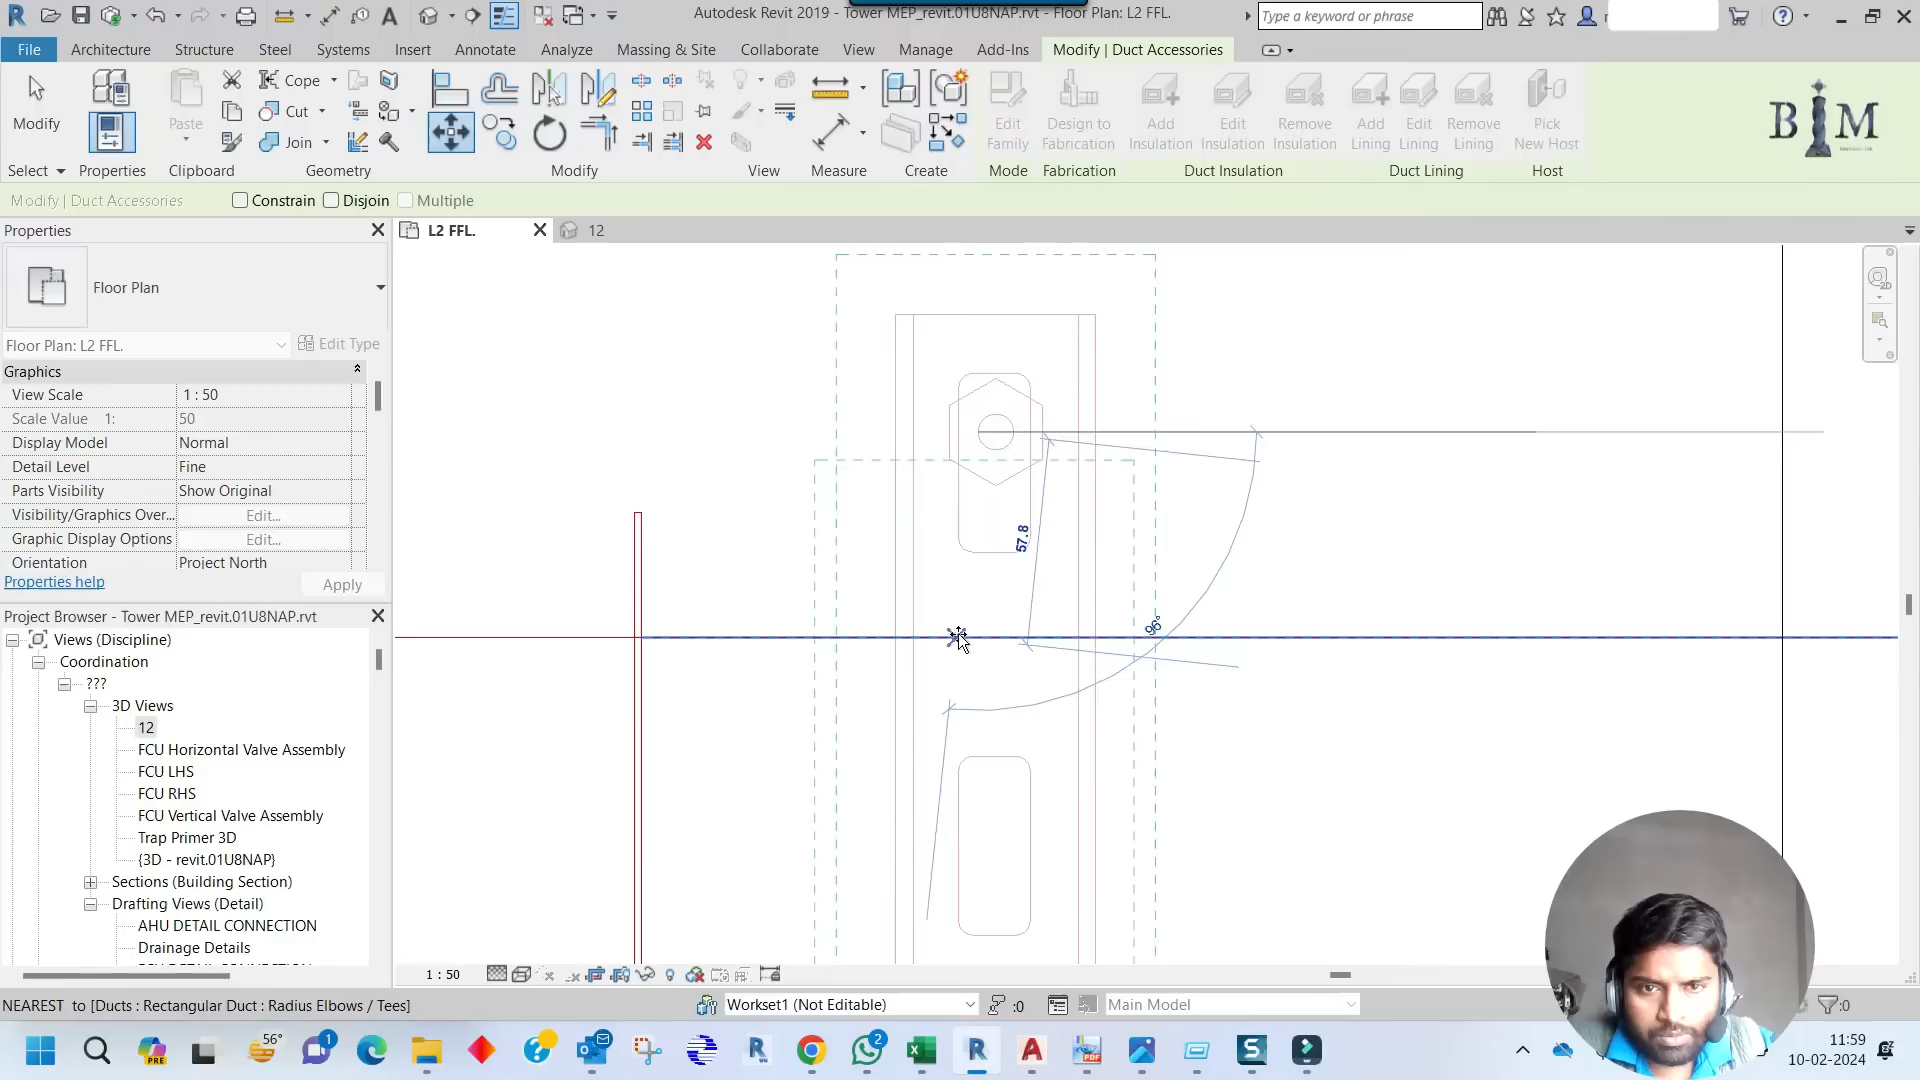 Autodesk Revit 2019 - Tower MEP_revit.01U8NAP.rvt - Floor Plan: L2 FFL.
Type a keyword or phrase
File Architecture Structure Steel Systems Insert Annotate Analyze Massing & Site Collaborate View Manage Add-Ins Modify | Duct Accessories
Modify
Paste
Cope
Cut
Join
Edit Family
Design to Fabrication
Add Insulation
Edit Insulation
Remove Insulation
Add Lining
Edit Lining
Remove Lining
Pick New Host
BIM
Select Properties Clipboard Geometry Modify View Measure Create Mode Fabrication Duct Insulation Duct Lining Host
Modify | Duct Accessories Constrain Disjoin Multiple
Properties
L2 FFL.
12
Floor Plan
Floor Plan: L2 FFL. Edit Type
Graphics
View Scale 1 : 50
Scale Value 1: 50
Display Model Normal
Detail Level Fine
Parts Visibility Show Original
Visibility/Graphics Over... Edit...
Graphic Display Options Edit...
Orientation Project North
Properties help Apply
Project Browser - Tower MEP_revit.01U8NAP.rvt
Views (Discipline)
Coordination
???
3D Views
12
FCU Horizontal Valve Assembly
FCU LHS
FCU RHS
FCU Vertical Valve Assembly
Trap Primer 3D
{3D - revit.01U8NAP}
Sections (Building Section)
Drafting Views (Detail)
AHU DETAIL CONNECTION
Drainage Details
57.8
96°
2D
1 : 50
NEAREST to [Ducts : Rectangular Duct : Radius Elbows / Tees]
Workset1 (Not Editable)
:0
Main Model
:0
PRE
56°
1
2
PDF
11:59
10-02-2024